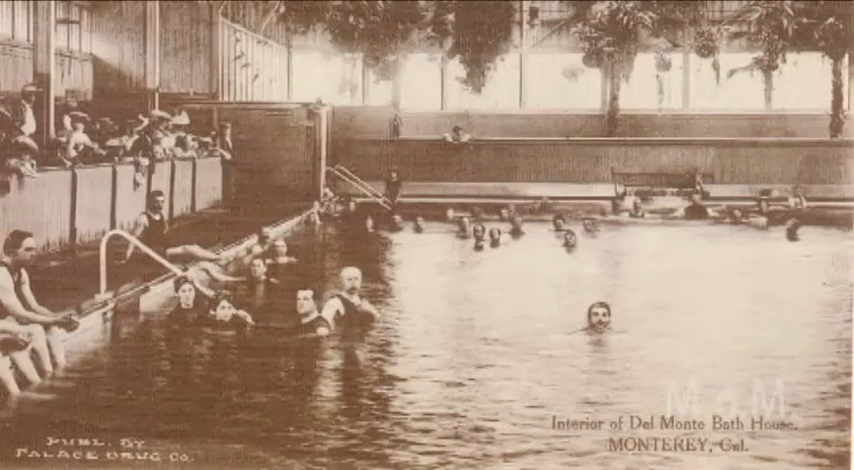 M.a.M.
Interior of Del Monte Bath House.
MONTEREY, Cal.
PUBL. BY
PALACE DRUG CO.